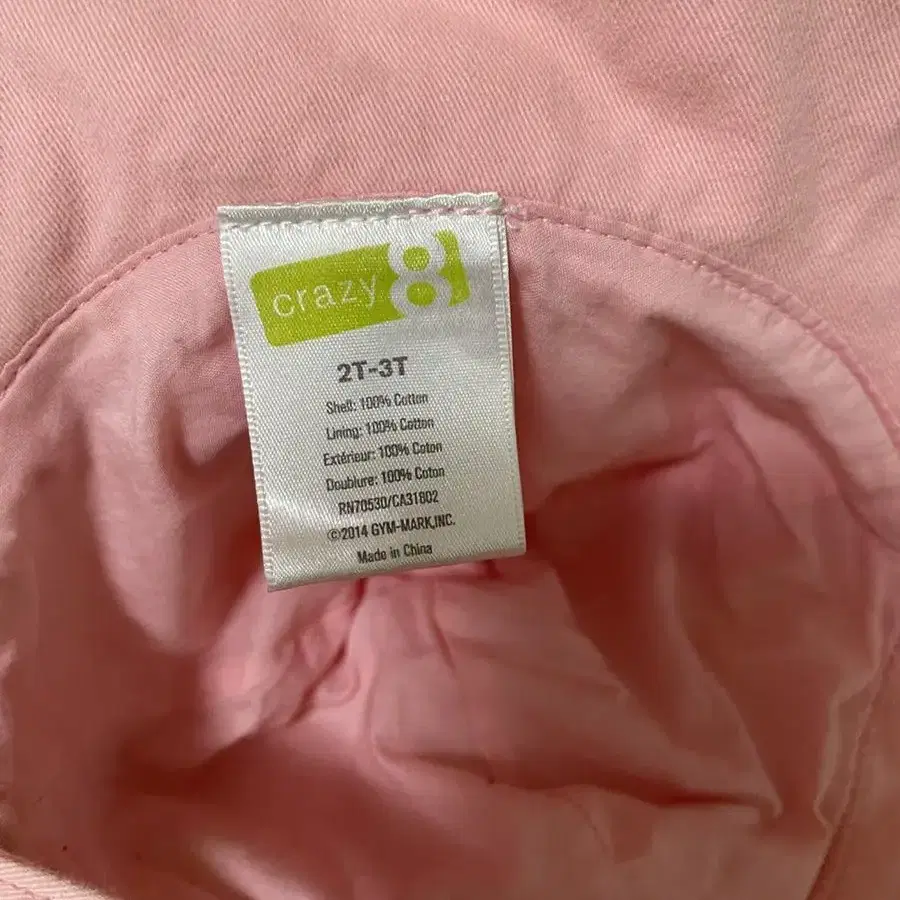 crazy 8
2T-3T
Shell: 100% Cotton
Lining: 100% Cotton
Extérieur: 100% Coton
Doublure: 100% Coton
RN70530/CA31802
©2014 GYM-MARK,INC.
Made in China